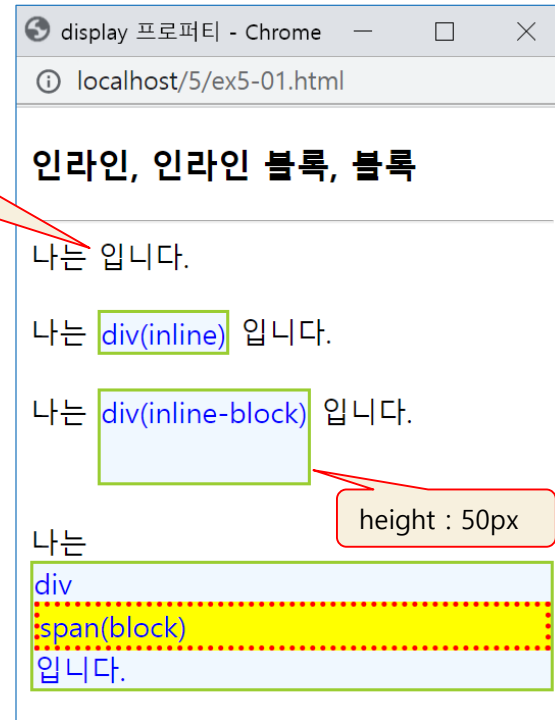 display 프로퍼티 - Chrome
localhost/5/ex5-01.html
인라인, 인라인 블록, 블록
나는 입니다.
나는 div(inline) 입니다.
나는 div(inline-block) 입니다.
height : 50px
나는
div
span(block)
입니다.